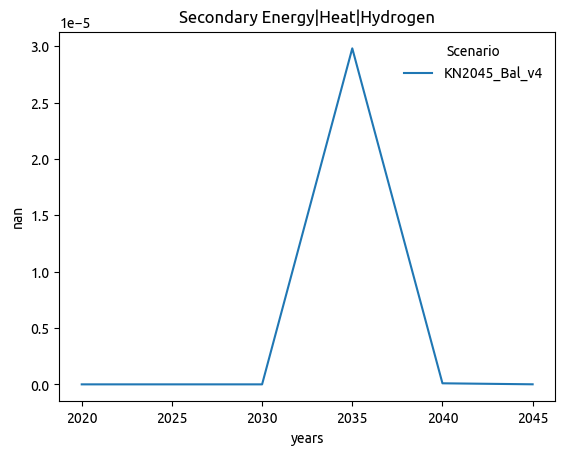 Secondary Energy|Heat|Hydrogen
1e−5
3.0
2.5
2.0
1.5
1.0
0.5
0.0
nan
Scenario
KN2045_Bal_v4
2020 2025 2030 2035 2040 2045
years